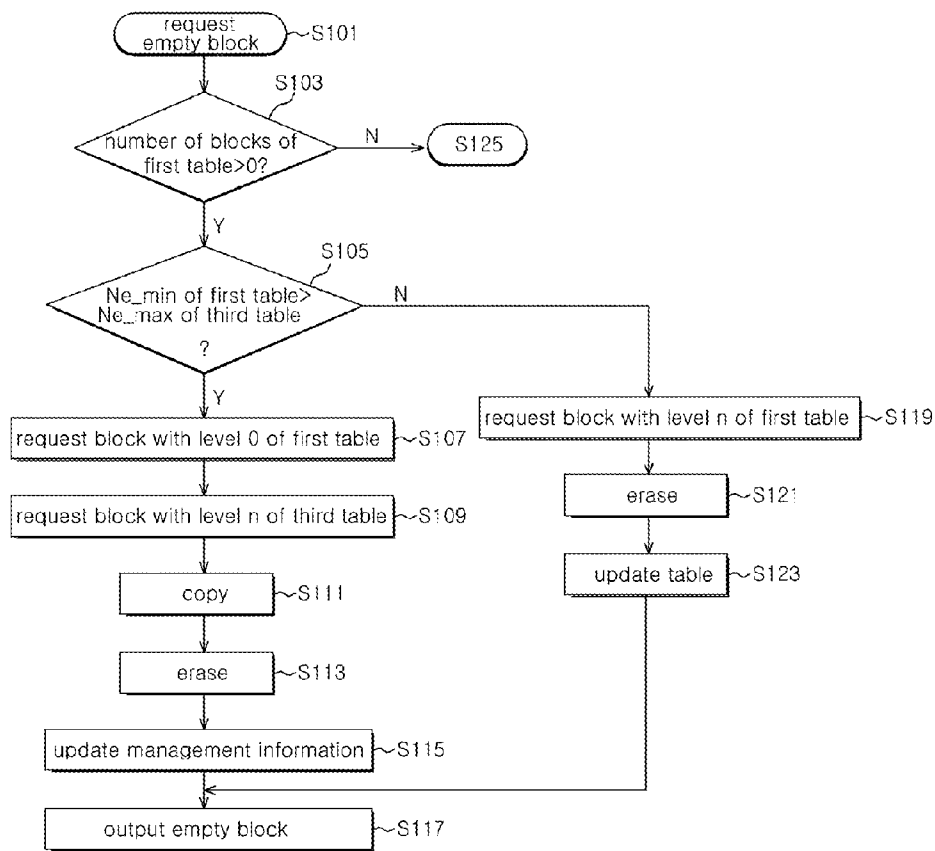 request
empty block
S101
S103
number of blocks of
first table>0?
N
S125
Y
S105
Ne_min of first table>
Ne_max of third table
?
N
Y
request block with level 0 of first table
S107
request block with level n of first table
S119
request block with level n of third table
S109
erase
S121
copy
S111
update table
S123
erase
S113
update management information
S115
output empty block
S117